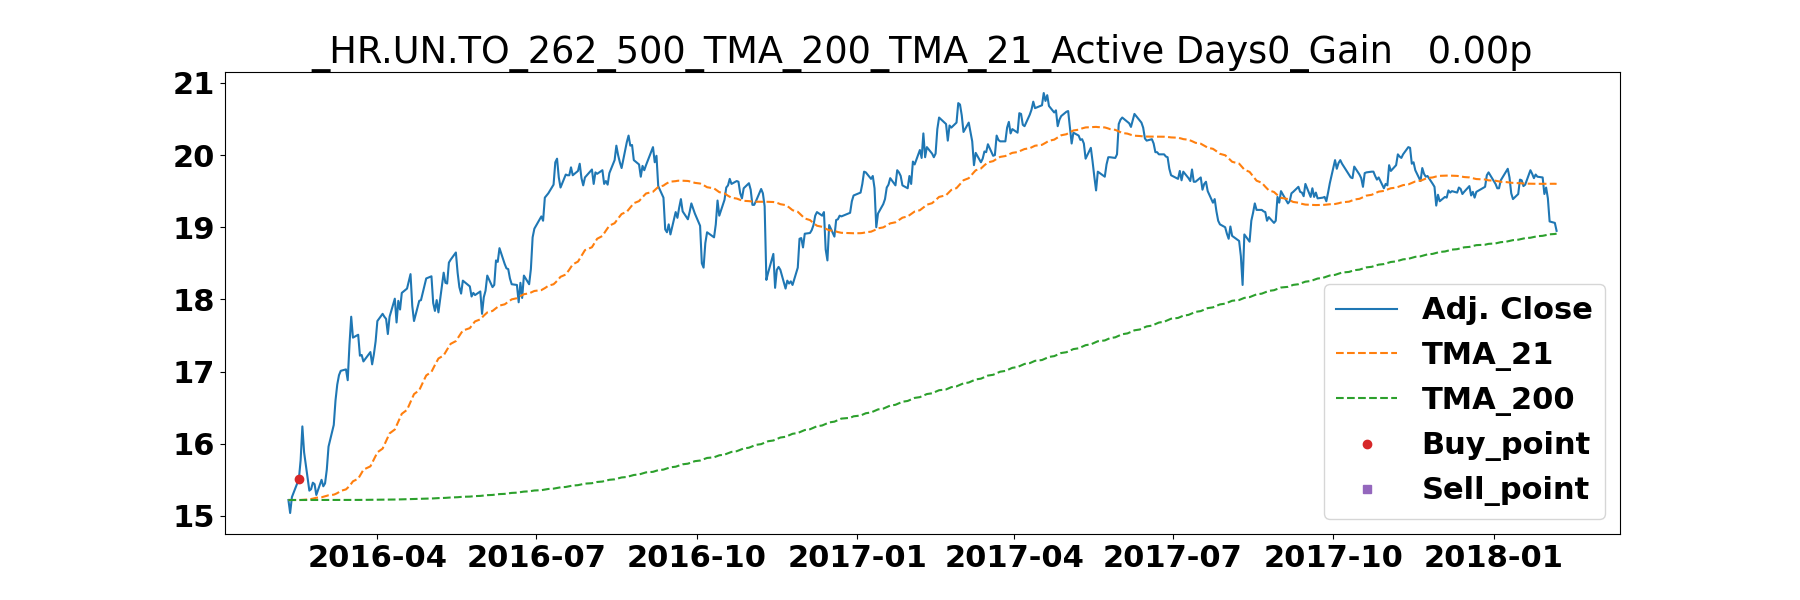 _HR.UN.TO_262_500_TMA_200_TMA_21_Active Days0_Gain   0.00p
21
20
19
18
17
16
15
Adj. Close
TMA_21
TMA_200
Buy_point
Sell_point
2016-04 2016-07 2016-10 2017-01 2017-04 2017-07 2017-10 2018-01